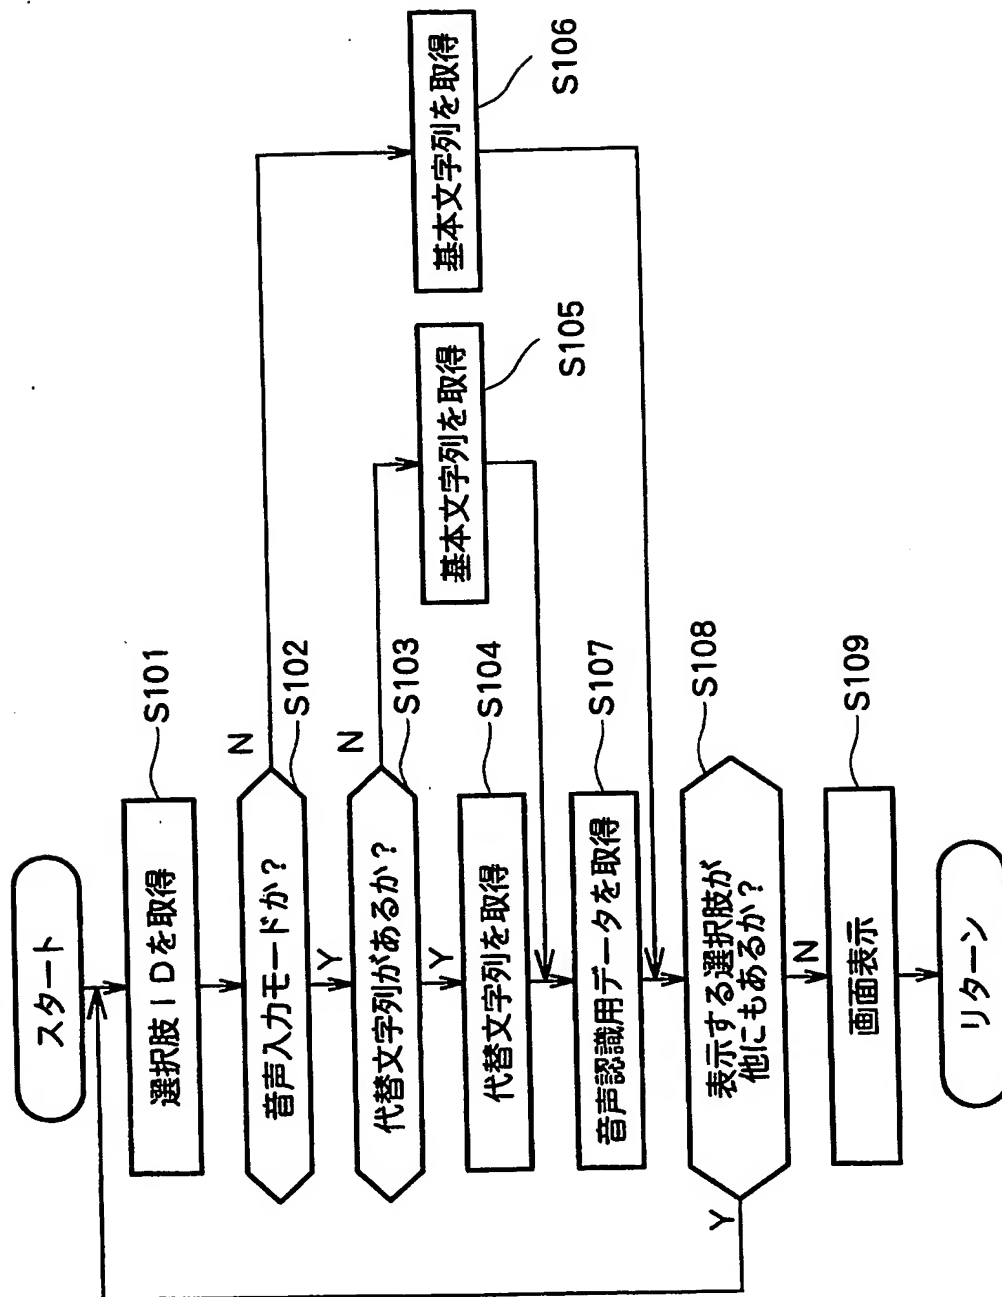 スタート
選択肢IDを取得
S101
音声入力モードか?
S102
N
Y
代替文字列があるか?
S103
N
Y
代替文字列を取得
S104
基本文字列を取得
S105
基本文字列を取得
S106
音声認識用データを取得
S107
表示する選択肢が
他にもあるか?
S108
Y
N
画面表示
S109
リターン